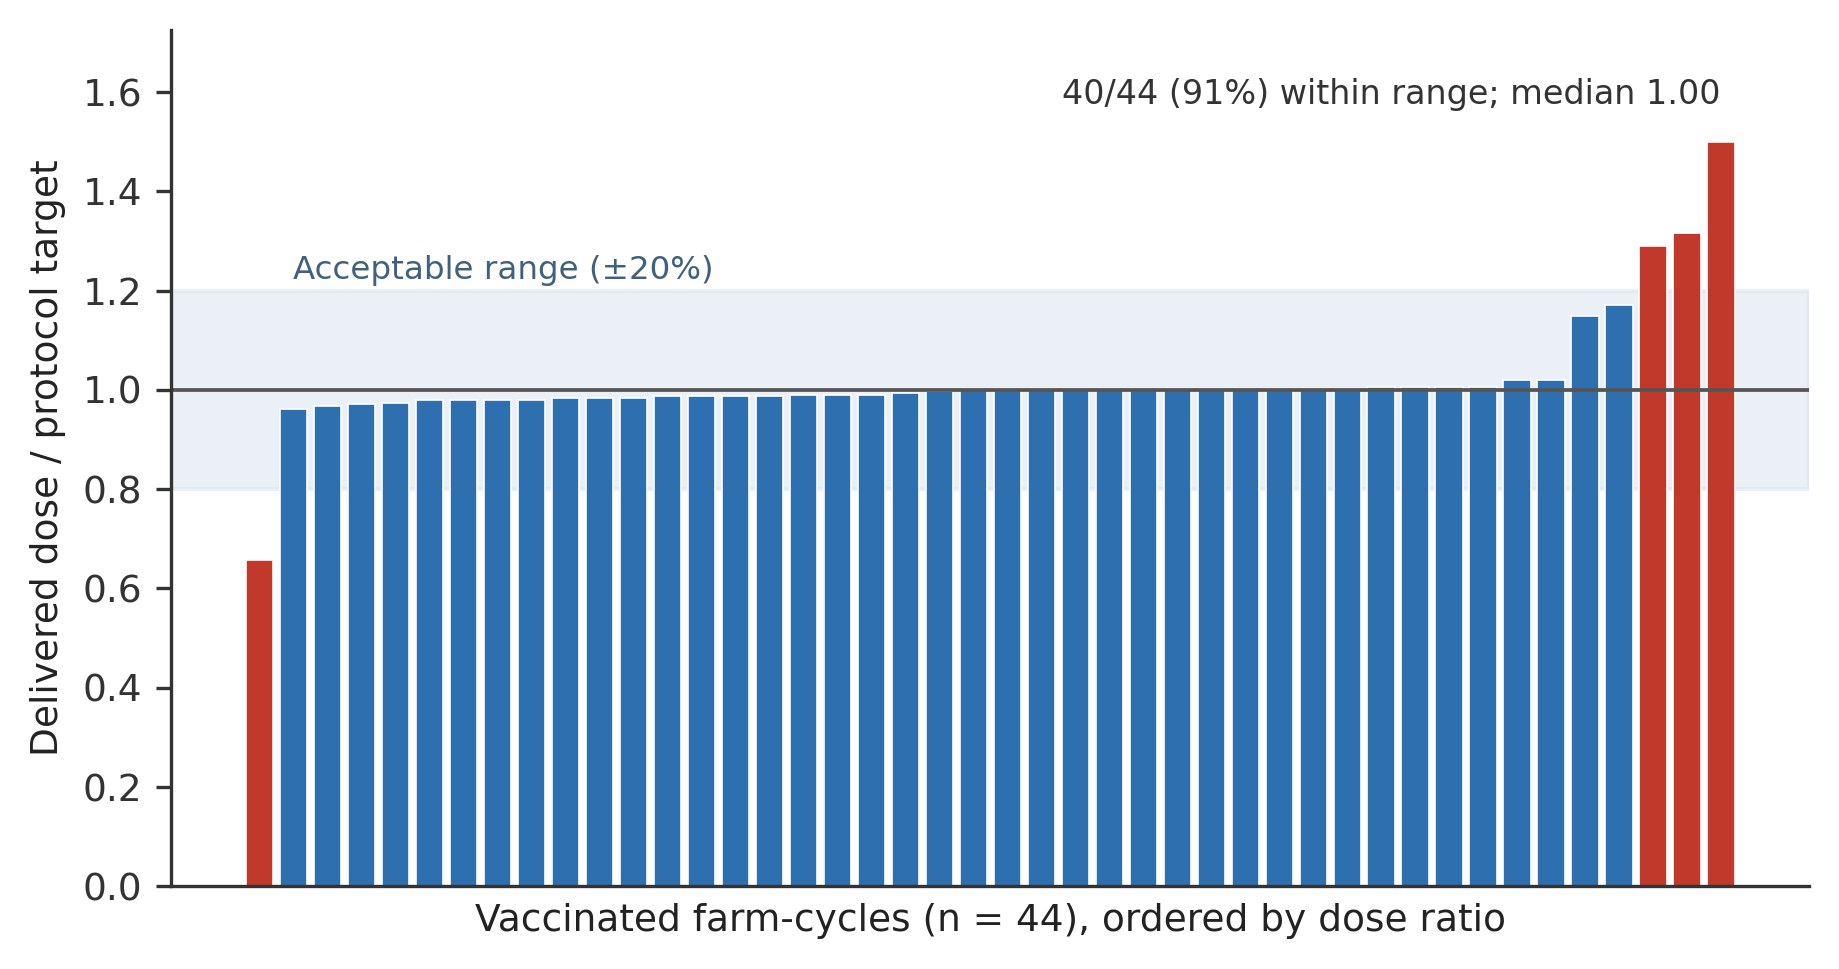 40/44 (91%) within range; median 1.00
Acceptable range (±20%)
Delivered dose / protocol target
1.6
1.4
1.2
1.0
0.8
0.6
0.4
0.2
0.0
Vaccinated farm-cycles (n = 44), ordered by dose ratio